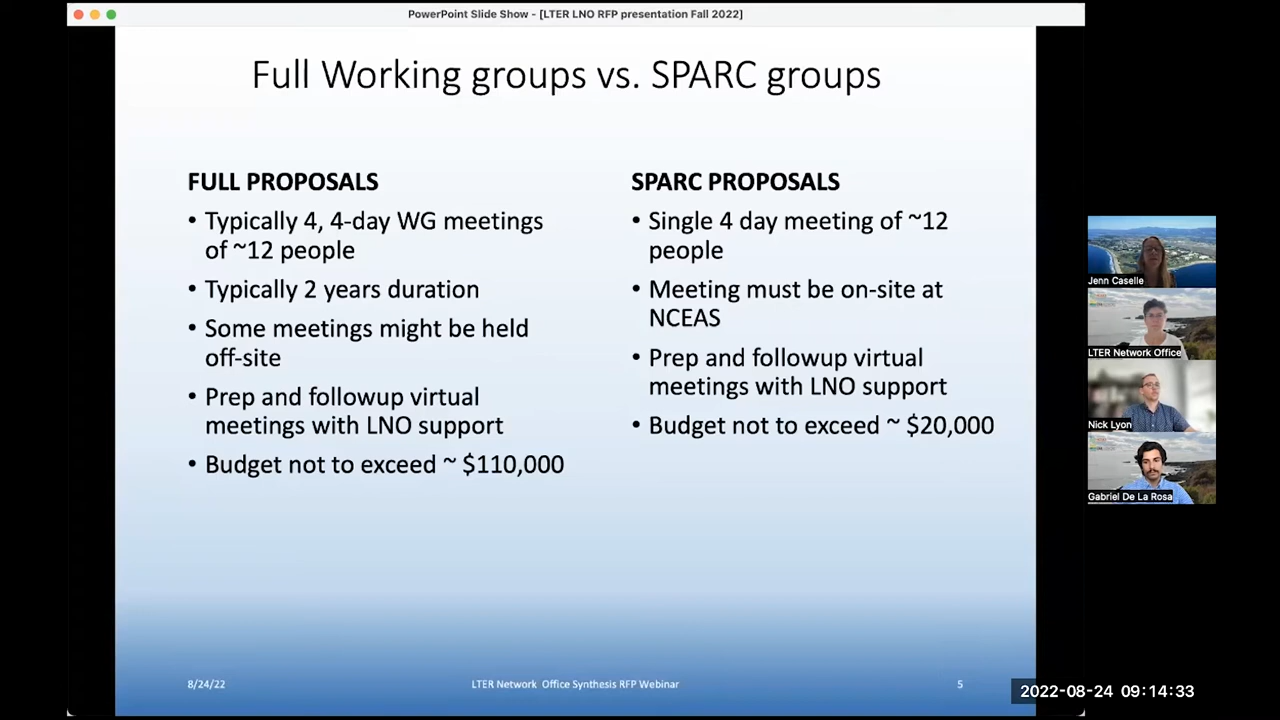 PowerPoint Slide Show - [LTER LNO RFP presentation Fall 2022]
Full Working groups vs. SPARC groups
FULL PROPOSALS
• Typically 4, 4-day WG meetings
of ~12 people
• Typically 2 years duration
• Some meetings might be held
off-site
• Prep and followup virtual
meetings with LNO support
• Budget not to exceed ~ $110,000
SPARC PROPOSALS
• Single 4 day meeting of ~12
people
• Meeting must be on-site at
NCEAS
• Prep and followup virtual
meetings with LNO support
• Budget not to exceed ~ $20,000
Jenn Caselle
LTER Network Office
Nick Lyon
Gabriel De La Rosa
8/24/22
LTER Network Office Synthesis RFP Webinar
5
2022-08-24 09:14:33